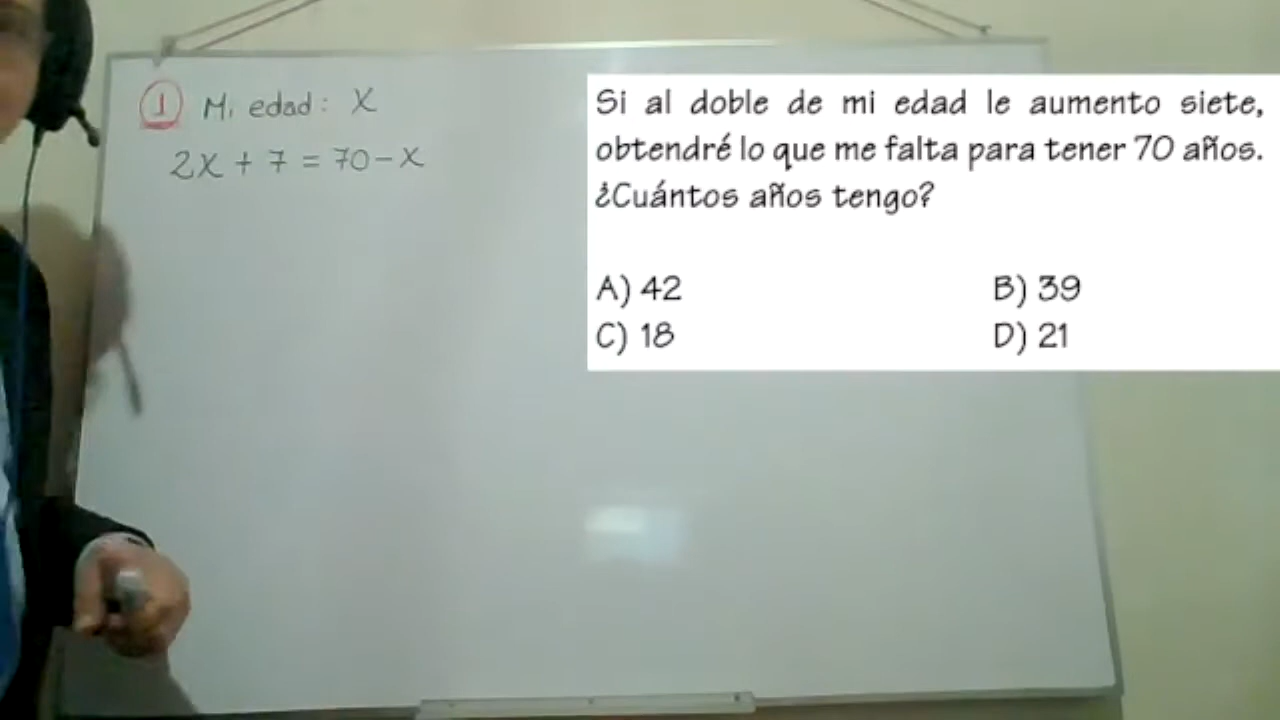 1 Mi edad: X
2X + 7 = 70 - X
Si al doble de mi edad le aumento siete,
obtendré lo que me falta para tener 70 años.
¿Cuántos años tengo?
A) 42 B) 39
C) 18 D) 21